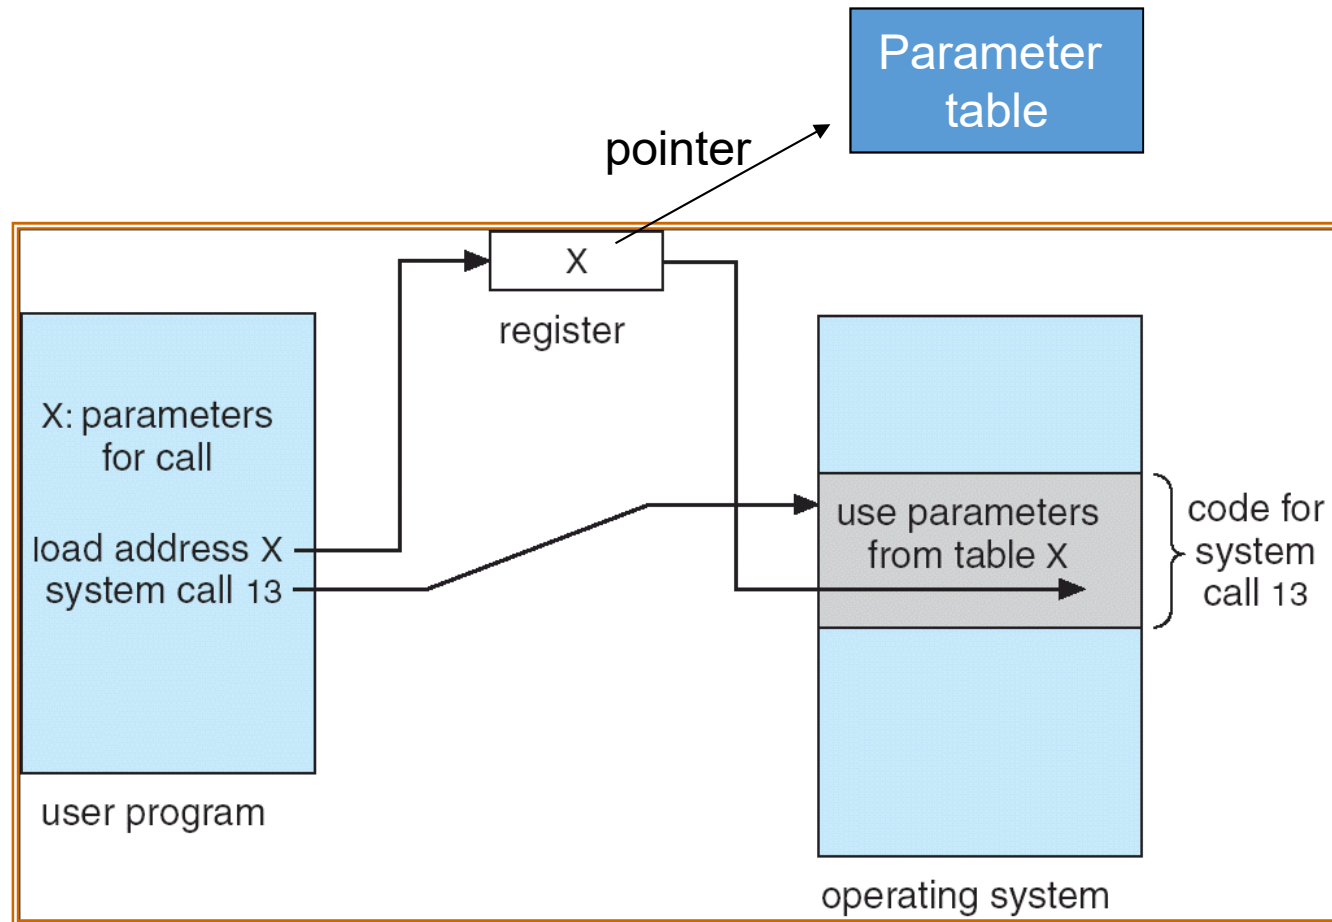 Parameter
table
pointer
X
register
X: parameters
for call
load address X
system call 13
user program
use parameters
from table X
code for
system
call 13
operating system